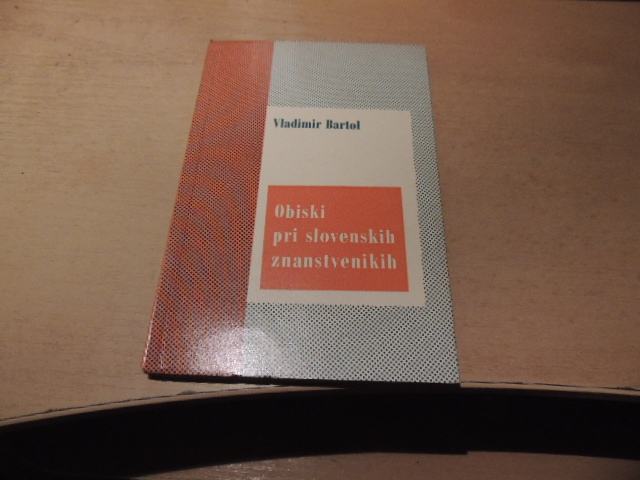 Vladimir Bartol
Obiski
pri slovenskih
znanstvenikih